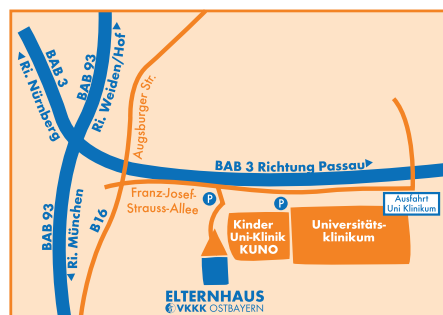 BAB 3
Ri. Nürnberg
BAB 93
Ri. Weiden/Hof
Augsburger Str.
BAB 3 Richtung Passau
Franz-Josef-
Strauss-Allee
P
P
Ausfahrt
Uni Klinikum
BAB 93
Ri. München
B16
Kinder
Uni-Klinik
KUNO
Universitäts-
klinikum
ELTERNHAUS
VKKK OSTBAYERN